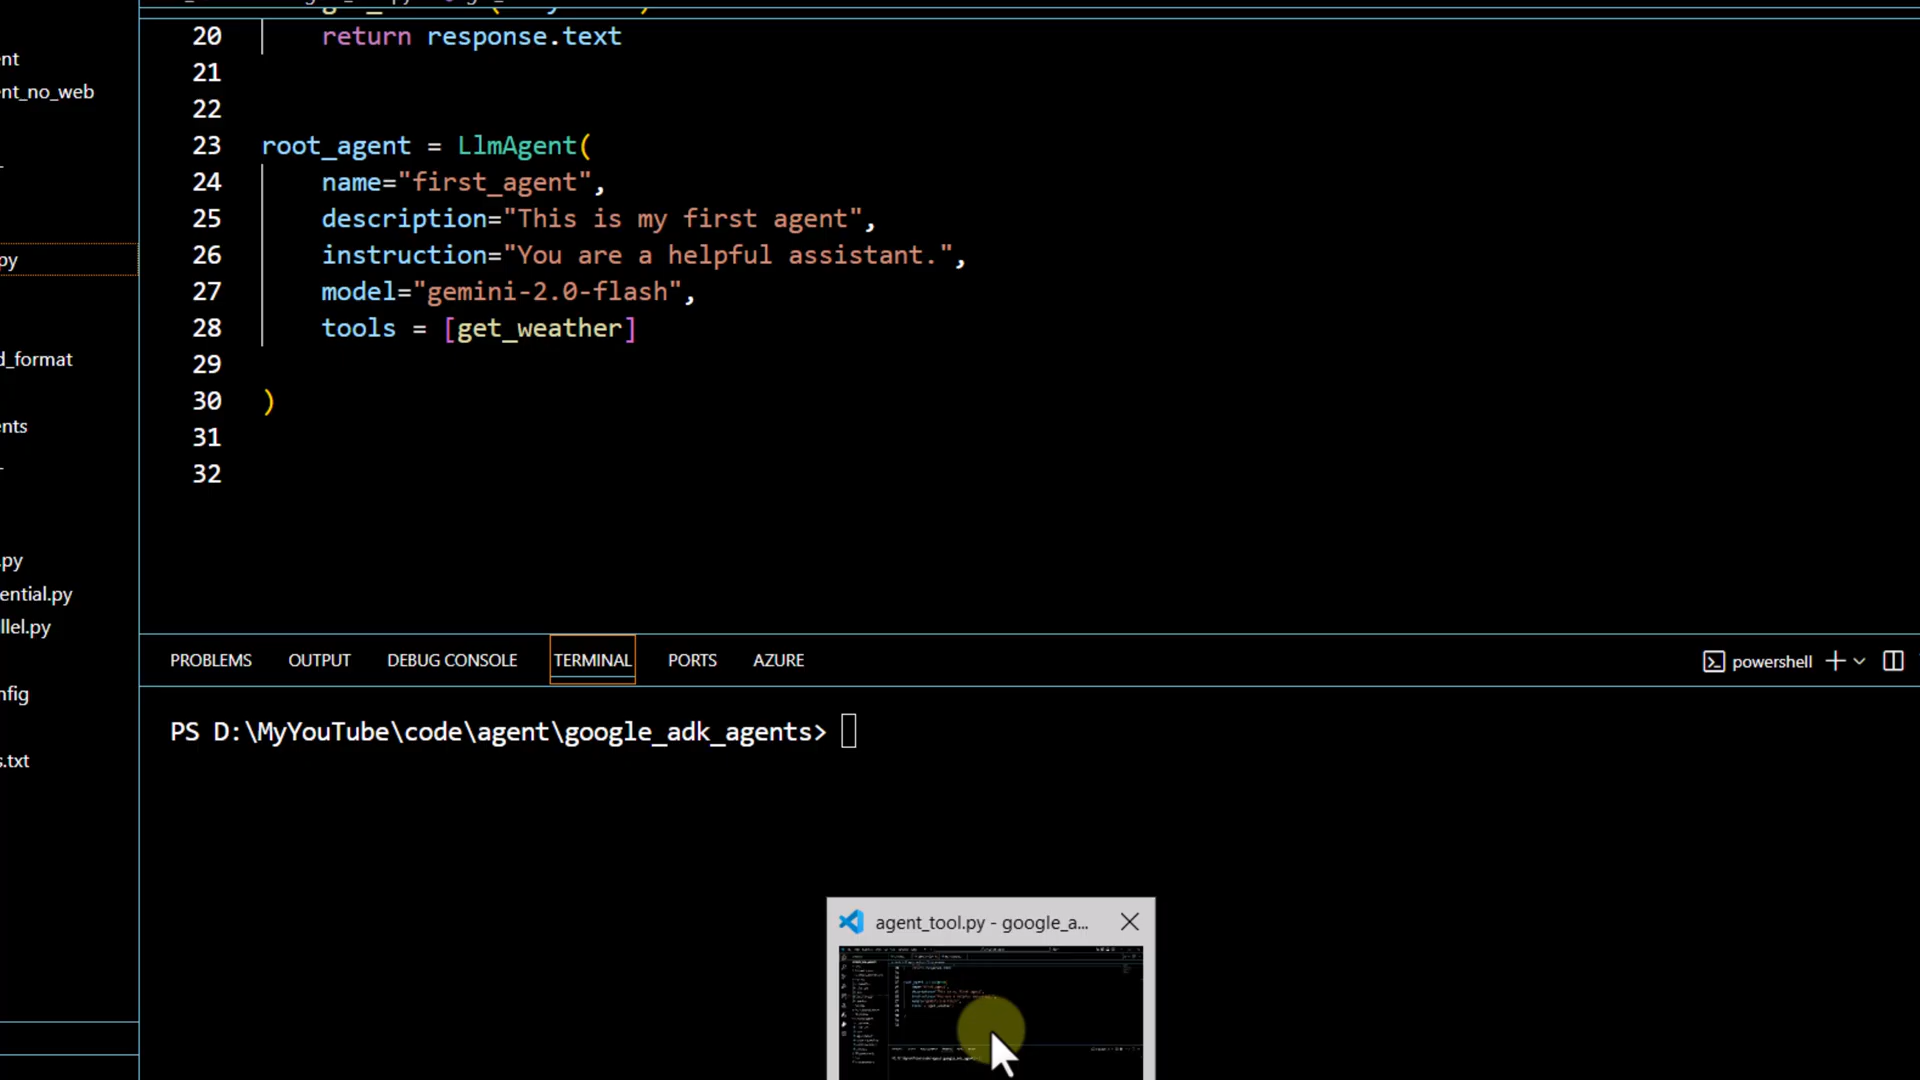 20 return response.text
nt
21
nt_no_web
22
23 root_agent = LlmAgent(
24 name="first_agent",
25 description="This is my first agent",
py
26 instruction="You are a helpful assistant.",
27 model="gemini-2.0-flash",
28 tools = [get_weather]
d_format
29
30 )
nts
31
32
.py
ential.py
llel.py
PROBLEMS OUTPUT DEBUG CONSOLE TERMINAL PORTS AZURE powershell
nfig
PS D:\MyYouTube\code\agent\google_adk_agents>
s.txt
agent_tool.py - google_a...